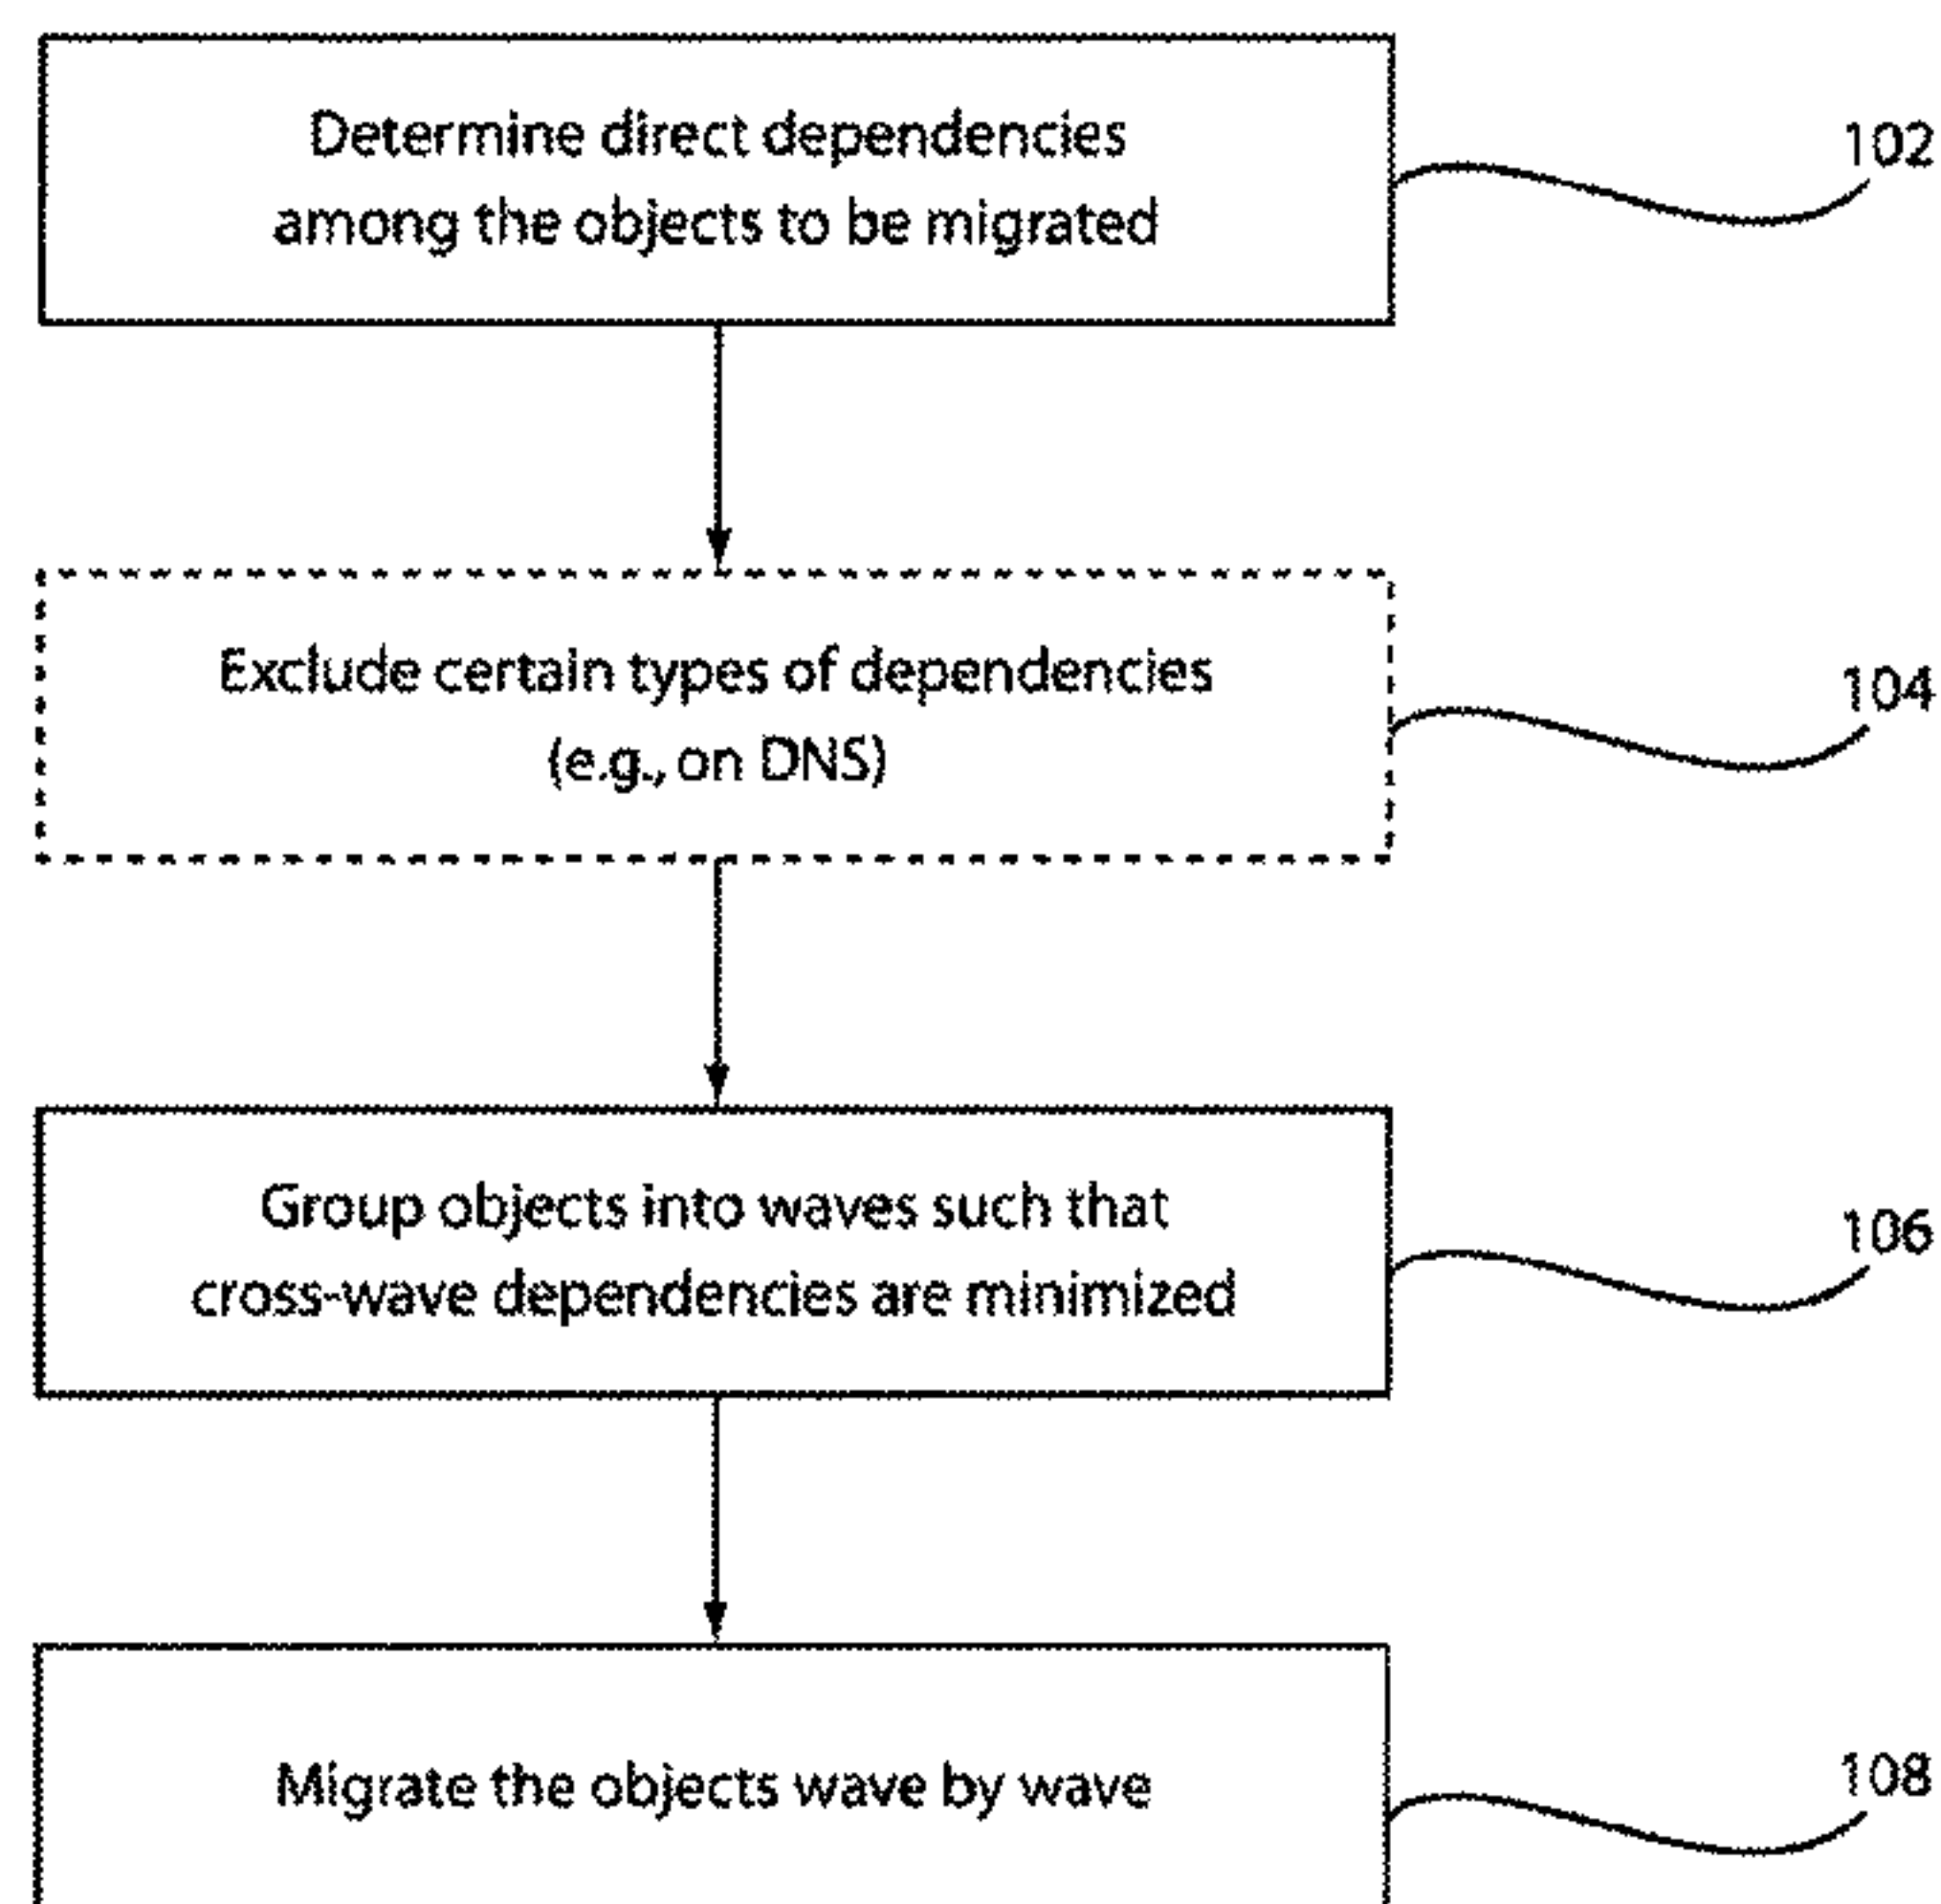 Determine direct dependencies
among the objects to be migrated
102
Exclude certain types of dependencies
(e.g., on DNS)
104
Group objects into waves such that
cross-wave dependencies are minimized
106
Migrate the objects wave by wave
108